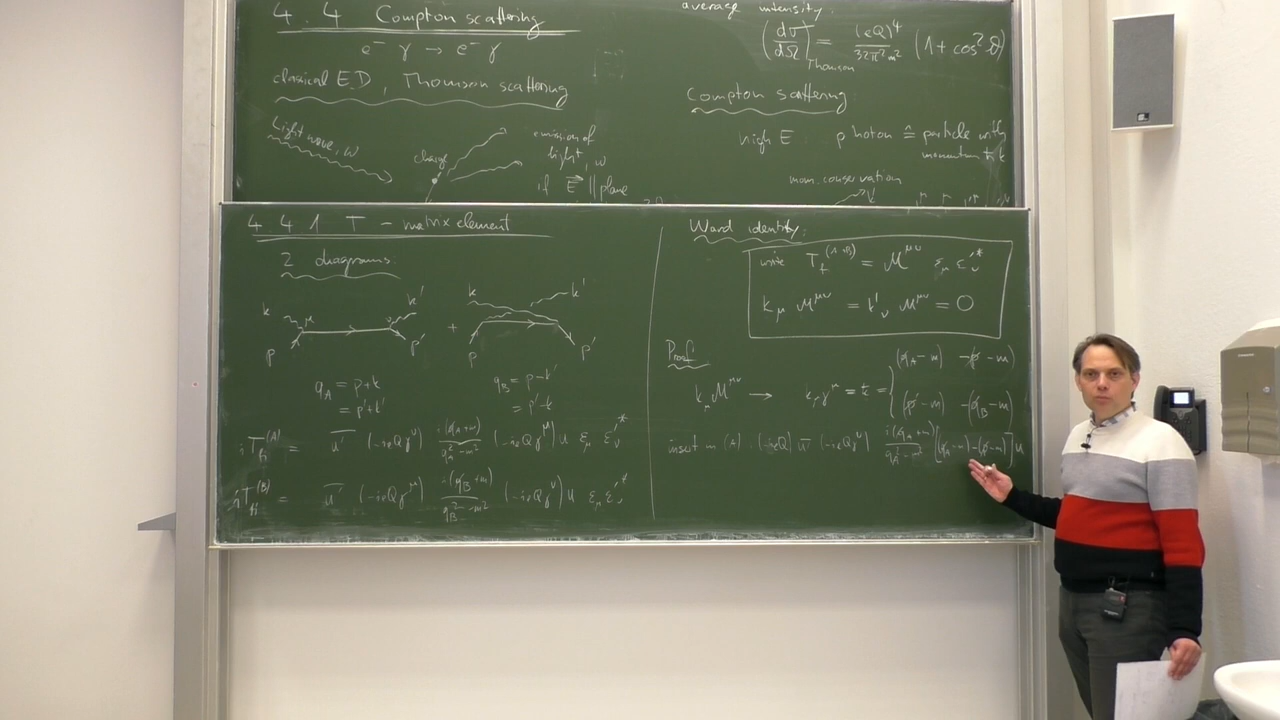 4.4 Compton scattering
e⁻ γ → e⁻ γ
classical E.D., Thomson scattering
Light wave, ω
charge
emission of
light, ω
if E⃗ ∥ plane
average intensity:
(dσ/dΩ)_Thomson = (eQ)⁴/32π²m² (1+cos²ϑ)
Compton scattering:
high E: photon ≙ particle with
momentum ħk
mom. conservation
4.4.1 T-matrixelement
2 diagrams:
k μ ν k'
p p'
+
k k'
p p'
q_A = p+k
= p'+k'
q_B = p-k'
= p'-k
iT_fi^(A) = ū' (-ieQγ^ν) i(q̸_A+m)/(q_A²-m²) (-ieQγ^μ) u ε_μ ε'_ν*
iT_fi^(B) = ū' (-ieQγ^μ) i(q̸_B+m)/(q_B²-m²) (-ieQγ^ν) u ε_μ ε'_ν*
Ward identity:
write T_fi^(A+B) = M^μν ε_μ ε'_ν*
k_μ M^μν = k'_ν M^μν = 0
Proof
k_μ M^μν → k_μ γ^μ = k̸ = { (q̸_A-m) - (p̸-m)
(p̸'-m) - (q̸_B-m)
insert in (A): (-ieQ) ū' (-ieQγ^ν) i(q̸_A+m)/(q_A²-m²) [(q̸_A-m)-(p̸-m)] u